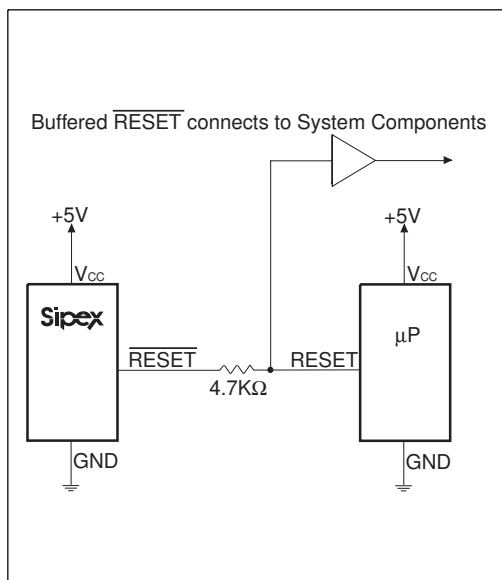 Buffered RESET connects to System Components
+5V
+5V
VCC
VCC
Sipex
μP
RESET
RESET
4.7KΩ
GND
GND